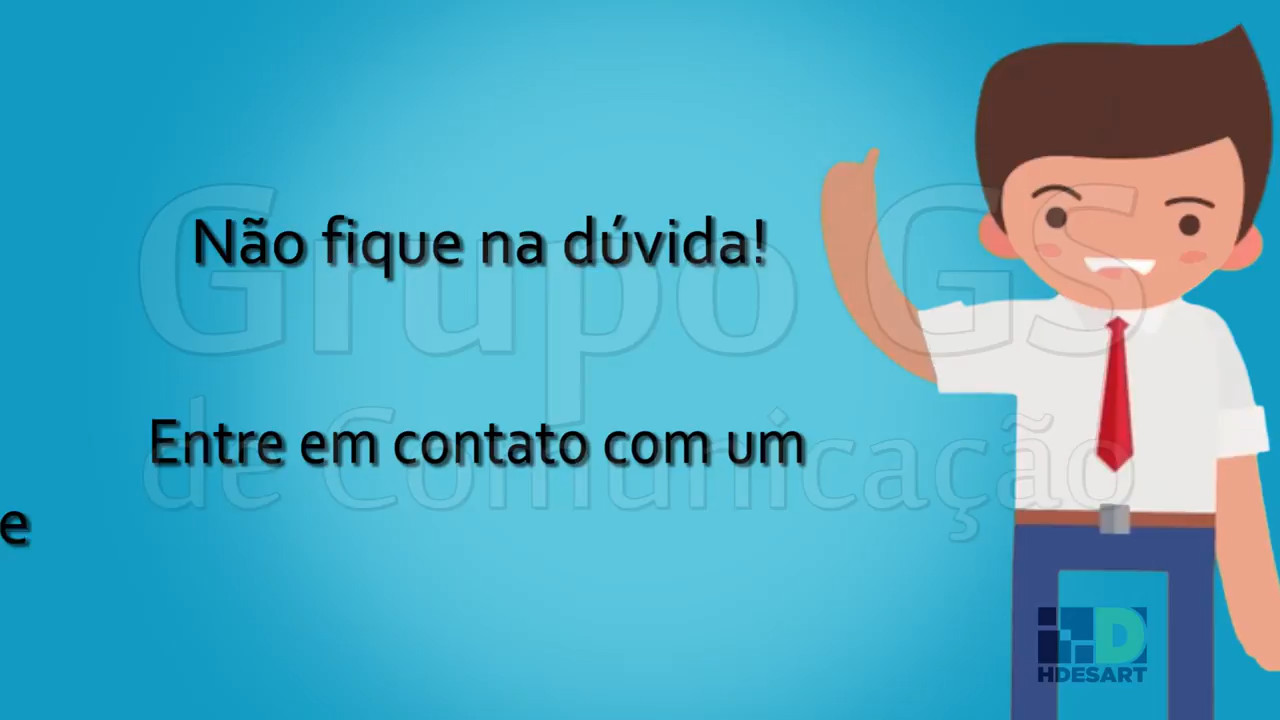 Não fique na dúvida!
Grupo GS
Entre em contato com um
de Comunicação
e
HDESART